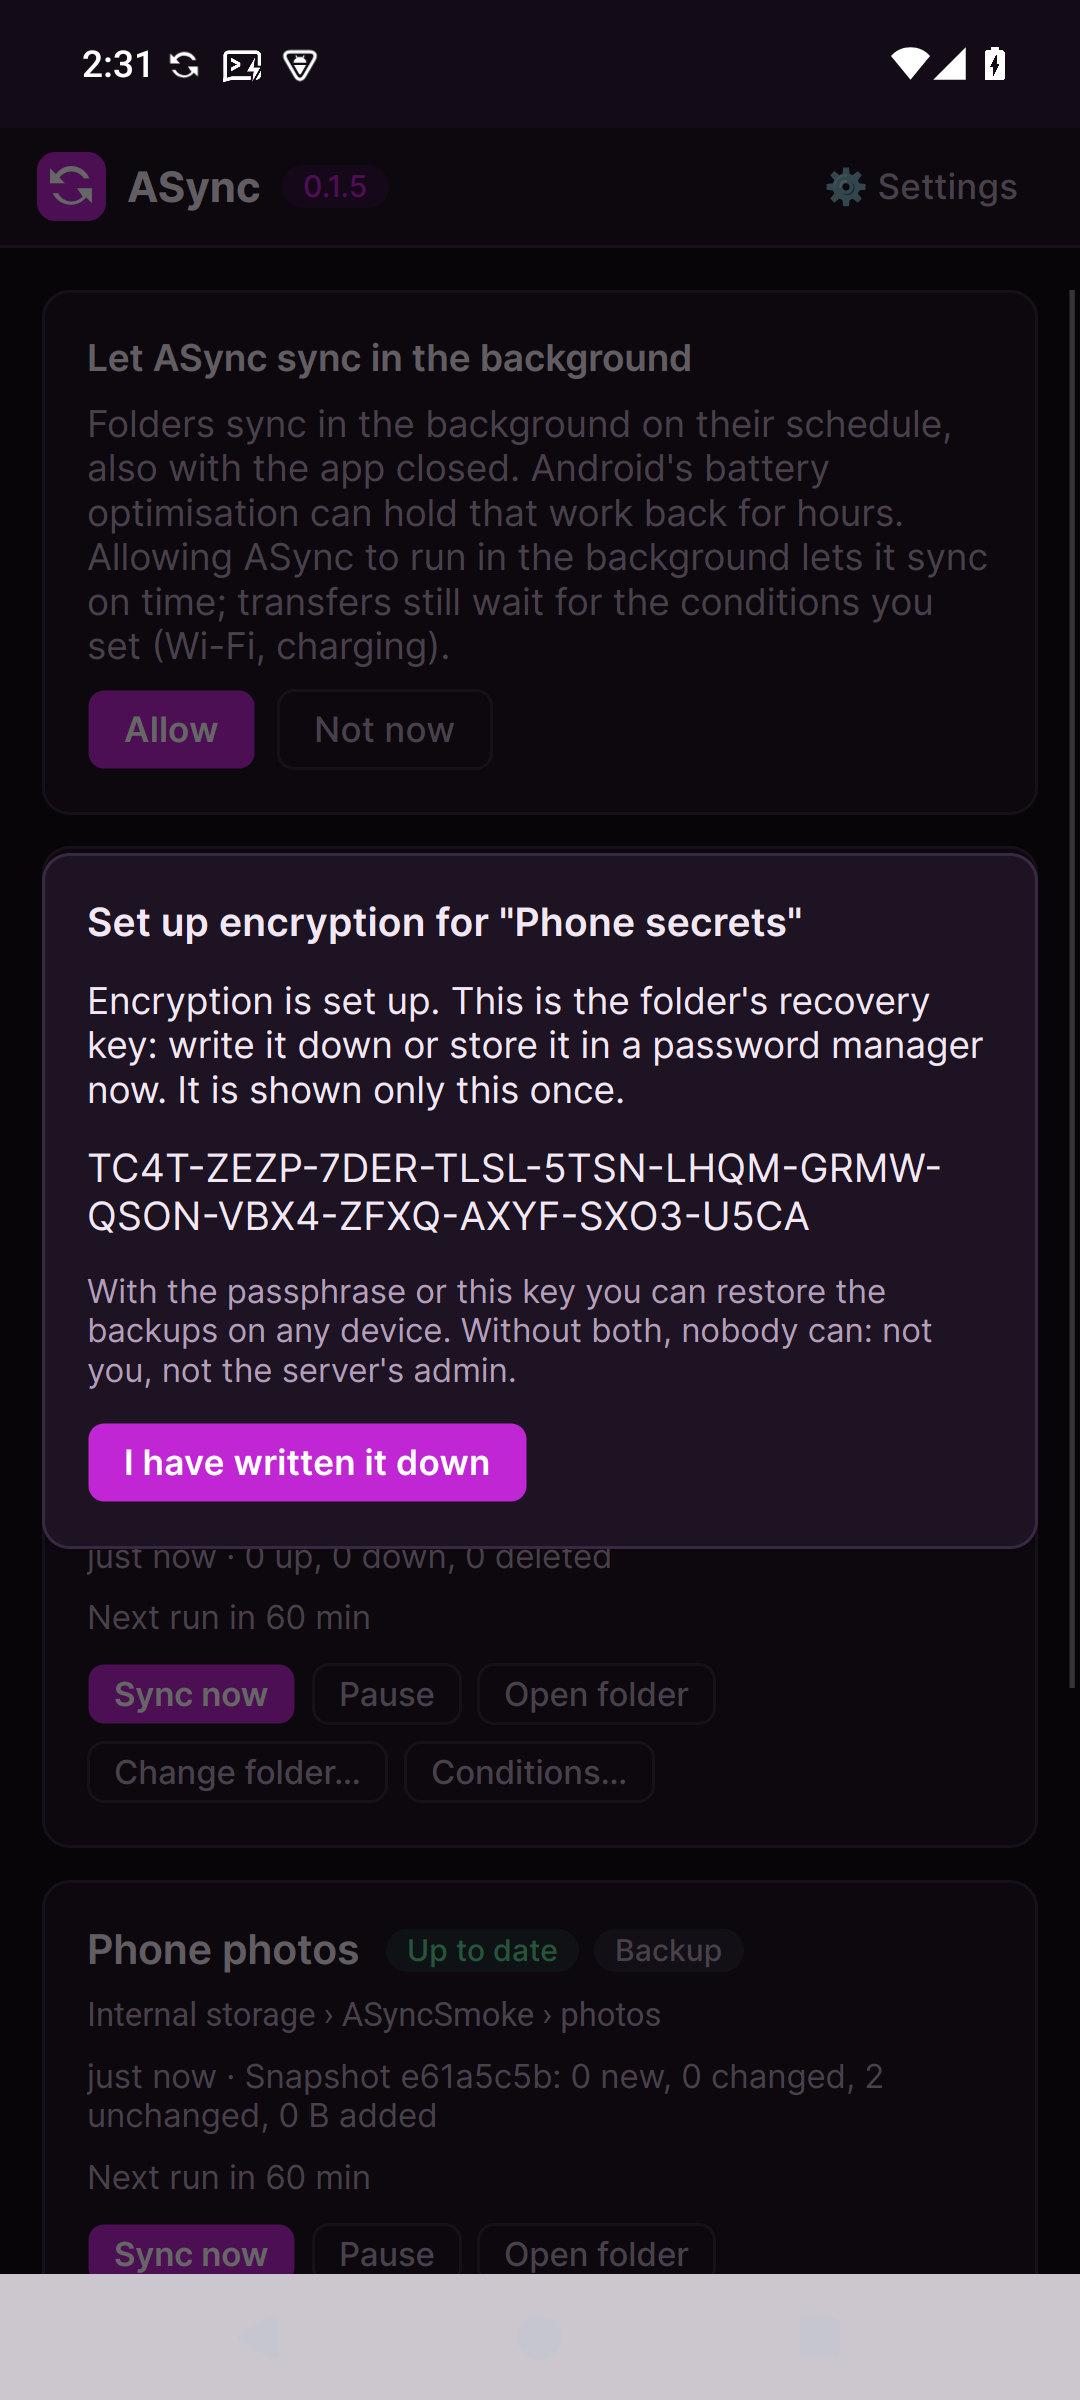 2:31
ASync 0.1.5 Settings
Let ASync sync in the background
Folders sync in the background on their schedule,
also with the app closed. Android's battery
optimisation can hold that work back for hours.
Allowing ASync to run in the background lets it sync
on time; transfers still wait for the conditions you
set (Wi-Fi, charging).
Allow Not now
Set up encryption for "Phone secrets"
Encryption is set up. This is the folder's recovery
key: write it down or store it in a password manager
now. It is shown only this once.
TC4T-ZEZP-7DER-TLSL-5TSN-LHQM-GRMW-
QSON-VBX4-ZFXQ-AXYF-SXO3-U5CA
With the passphrase or this key you can restore the
backups on any device. Without both, nobody can: not
you, not the server's admin.
I have written it down
just now · 0 up, 0 down, 0 deleted
Next run in 60 min
Sync now Pause Open folder
Change folder... Conditions...
Phone photos Up to date Backup
Internal storage › ASyncSmoke › photos
just now · Snapshot e61a5c5b: 0 new, 0 changed, 2
unchanged, 0 B added
Next run in 60 min
Sync now Pause Open folder